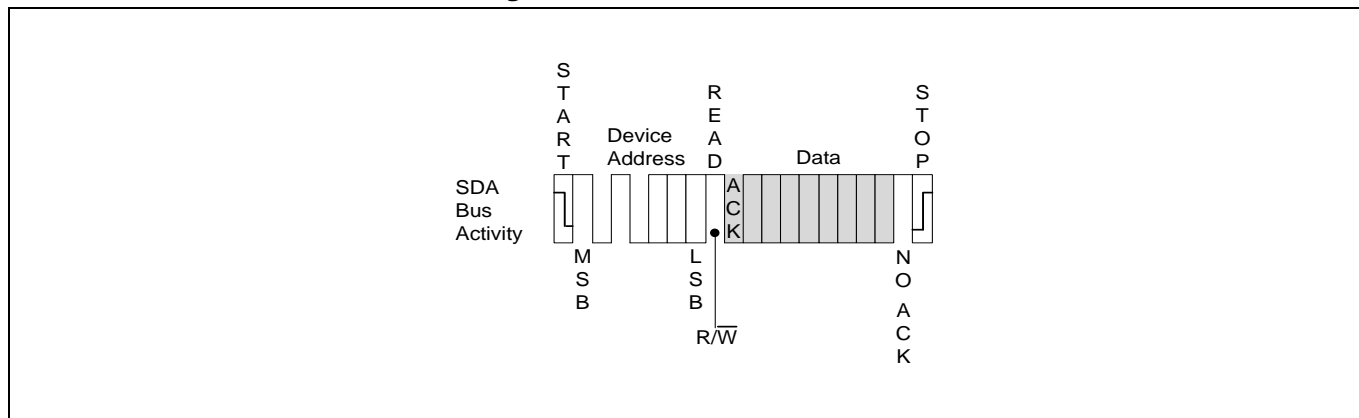 START
Device
Address
READ
Data
STOP
SDA
Bus
Activity
ACK
MSB
LSB
R/W̅
NO ACK